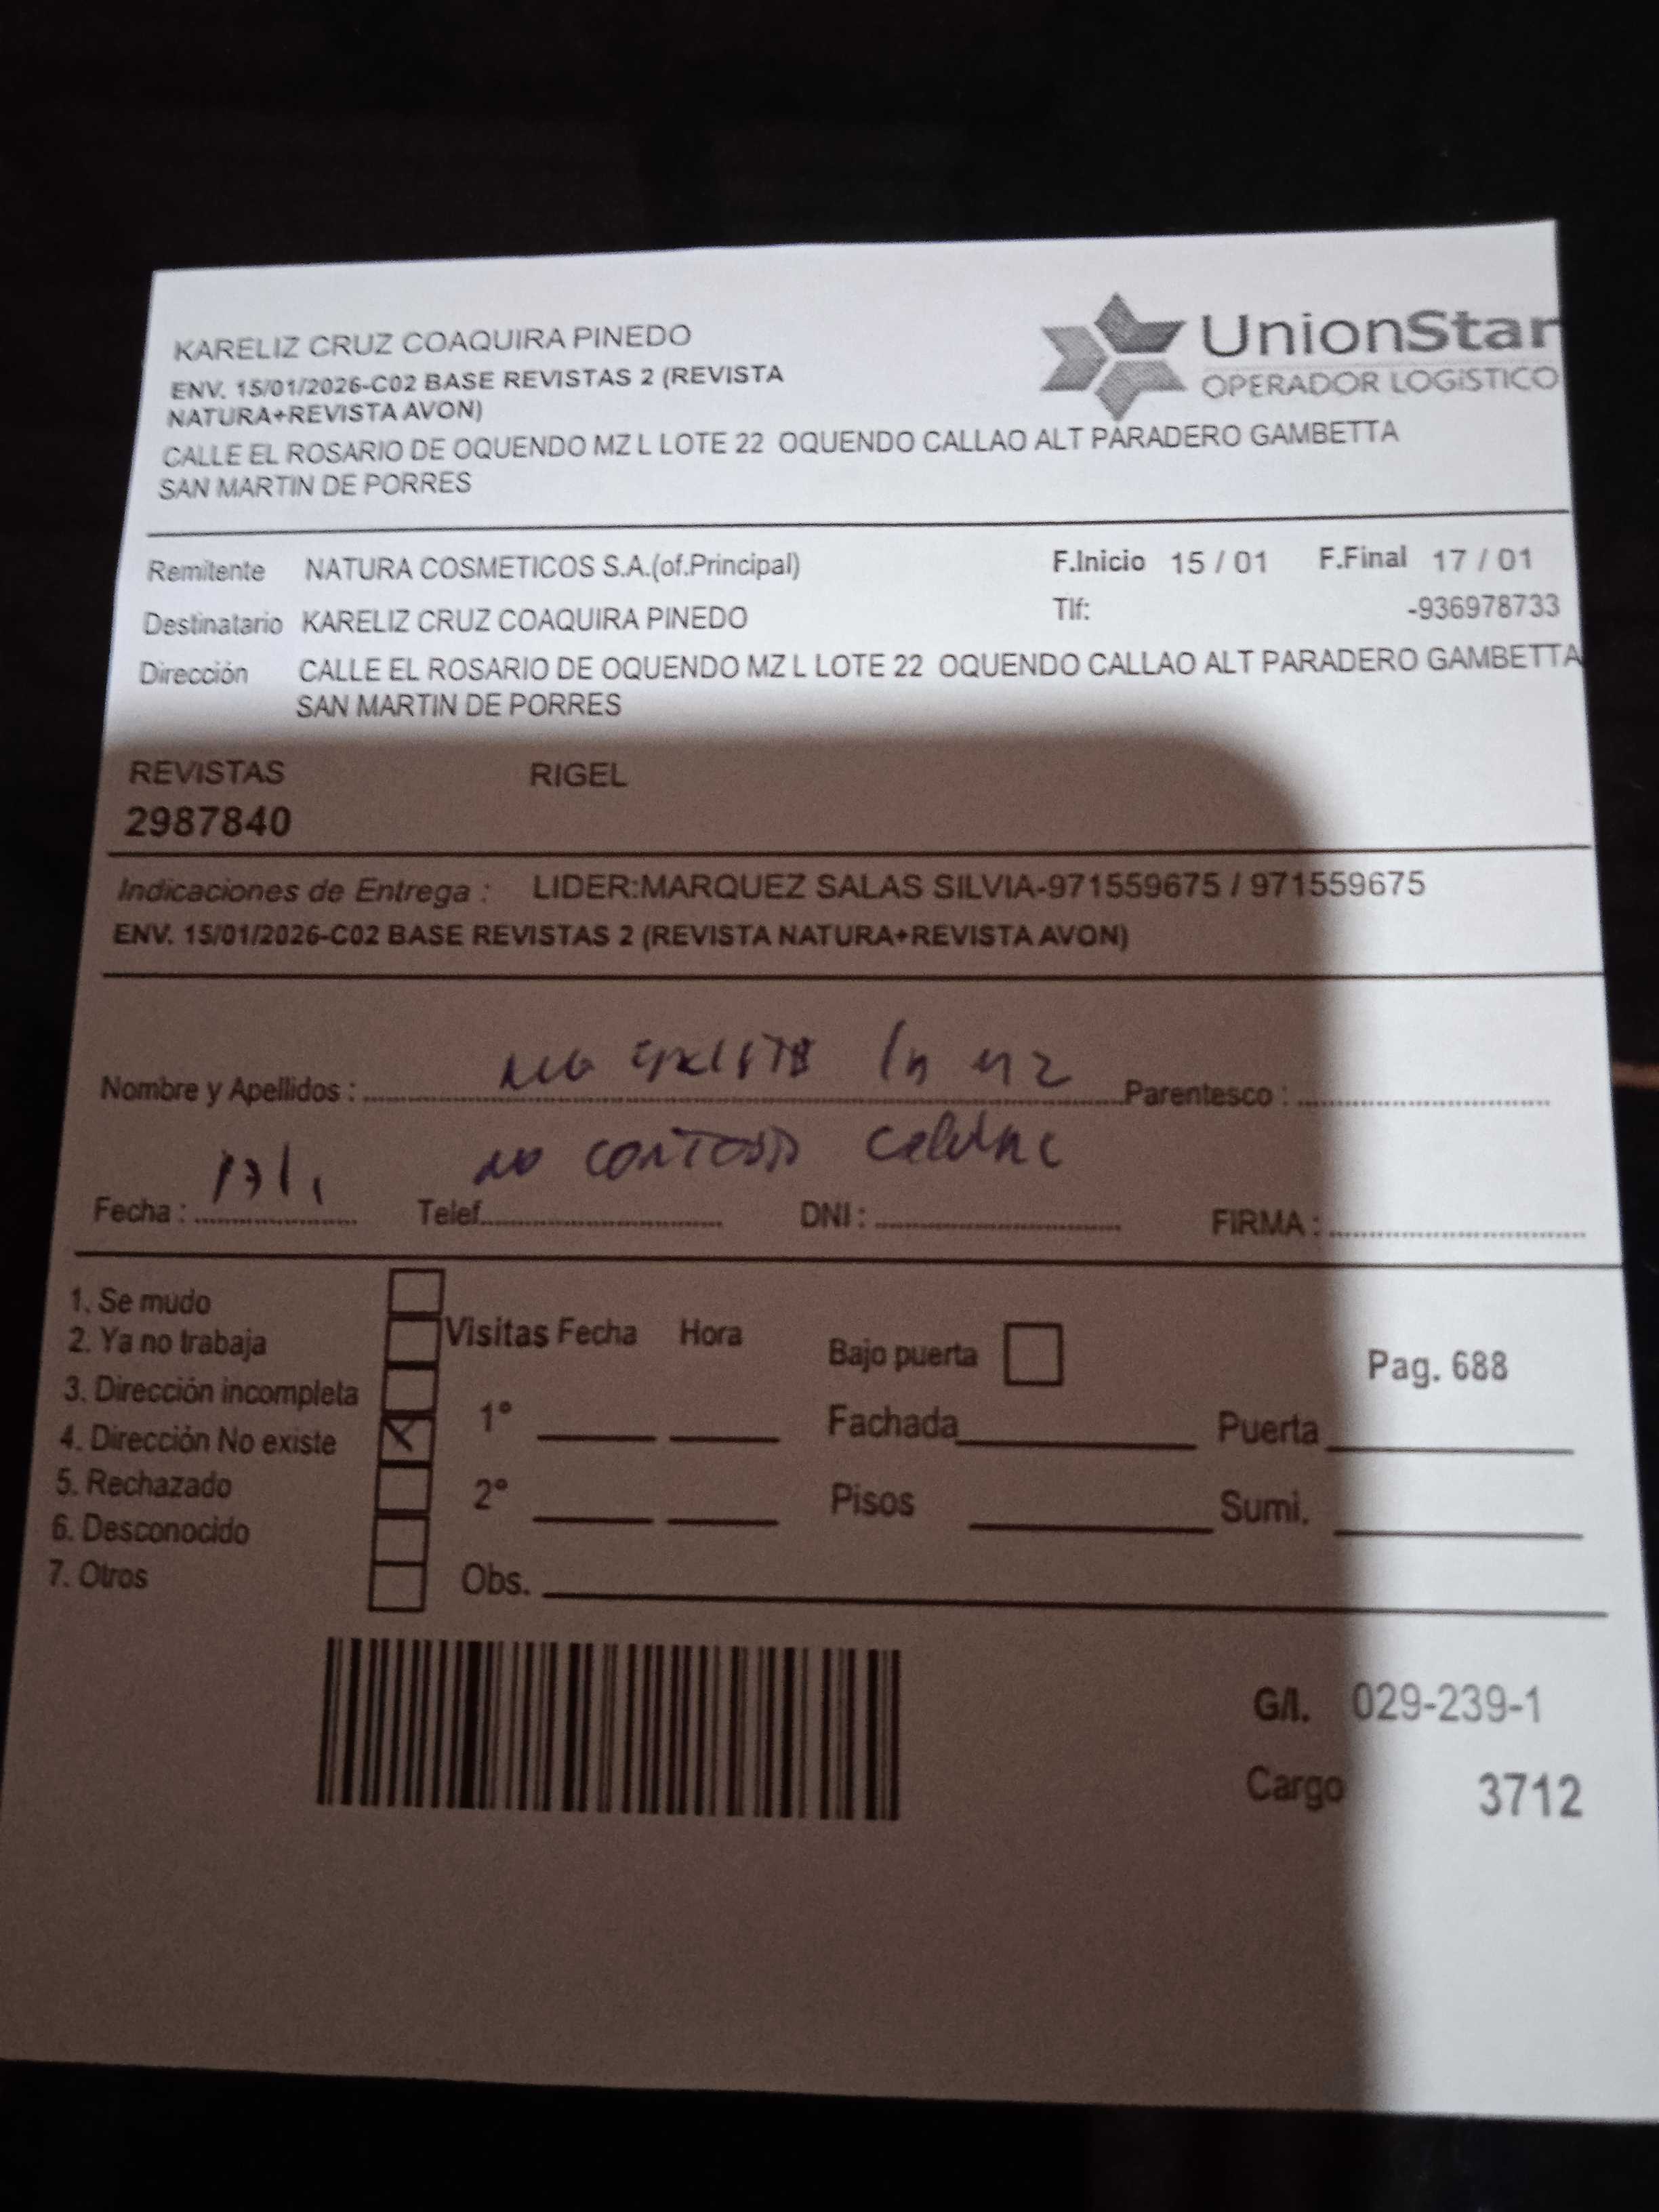 KARELIZ CRUZ COAQUIRA PINEDO
ENV. 15/01/2026-C02 BASE REVISTAS 2 (REVISTA
NATURA+REVISTA AVON)
CALLE EL ROSARIO DE OQUENDO MZ L LOTE 22 OQUENDO CALLAO ALT PARADERO GAMBETTA
SAN MARTIN DE PORRES
UnionStar
OPERADOR LOGíSTICO
Remitente NATURA COSMETICOS S.A.(of.Principal) F.Inicio 15 / 01 F.Final 17 / 01
Destinatario KARELIZ CRUZ COAQUIRA PINEDO Tlf: -936978733
Dirección CALLE EL ROSARIO DE OQUENDO MZ L LOTE 22 OQUENDO CALLAO ALT PARADERO GAMBETTA
SAN MARTIN DE PORRES
REVISTAS RIGEL
2987840
Indicaciones de Entrega : LIDER:MARQUEZ SALAS SILVIA-971559675 / 971559675
ENV. 15/01/2026-C02 BASE REVISTAS 2 (REVISTA NATURA+REVISTA AVON)
no existe la mz
Nombre y Apellidos : Parentesco :
no contesta celular
Fecha : Telef. DNI : FIRMA :
1. Se mudo
2. Ya no trabaja
3. Dirección incompleta
4. Dirección No existe X
5. Rechazado
6. Desconocido
7. Otros
Visitas Fecha Hora
1°
2°
Obs.
Bajo puerta
Fachada Puerta
Pisos Sumi.
Pag. 688
G/l. 029-239-1
Cargo 3712